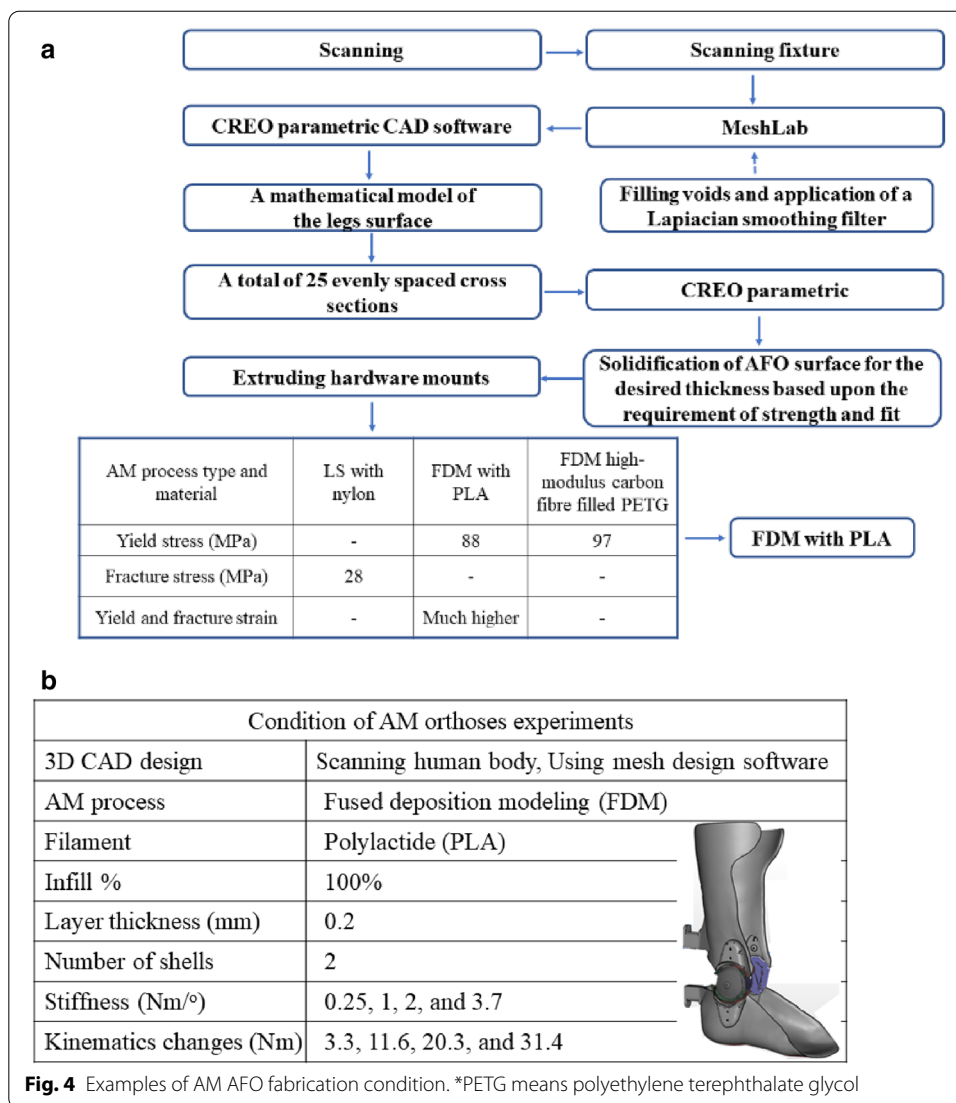 a
Scanning
Scanning fixture
CREO parametric CAD software
MeshLab
A mathematical model of
the legs surface
Filling voids and application of a
Lapiacian smoothing filter
A total of 25 evenly spaced cross
sections
CREO parametric
Extruding hardware mounts
Solidification of AFO surface for the
desired thickness based upon the
requirement of strength and fit
AM process type and
material
LS with
nylon
FDM with
PLA
FDM high-
modulus carbon
fibre filled PETG
Yield stress (MPa) - 88 97
Fracture stress (MPa) 28 - -
Yield and fracture strain - Much higher -
FDM with PLA
b
Condition of AM orthoses experiments
3D CAD design Scanning human body, Using mesh design software
AM process Fused deposition modeling (FDM)
Filament Polylactide (PLA)
Infill % 100%
Layer thickness (mm) 0.2
Number of shells 2
Stiffness (Nm/°) 0.25, 1, 2, and 3.7
Kinematics changes (Nm) 3.3, 11.6, 20.3, and 31.4
Fig. 4 Examples of AM AFO fabrication condition. *PETG means polyethylene terephthalate glycol